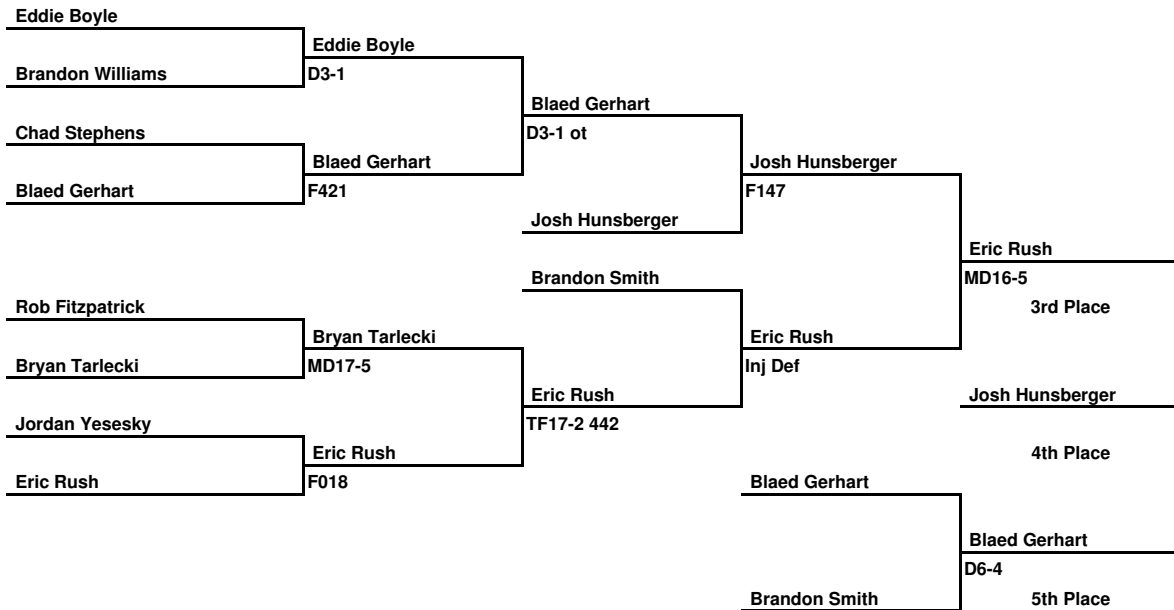 Eddie Boyle
Eddie Boyle
Brandon Williams
D3-1
Blaed Gerhart
Chad Stephens
D3-1 ot
Blaed Gerhart
Josh Hunsberger
Blaed Gerhart
F421
F147
Josh Hunsberger
Eric Rush
Brandon Smith
MD16-5
Rob Fitzpatrick
3rd Place
Bryan Tarlecki
Eric Rush
Bryan Tarlecki
MD17-5
Inj Def
Eric Rush
Josh Hunsberger
Jordan Yesesky
TF17-2 442
Eric Rush
4th Place
Eric Rush
F018
Blaed Gerhart
Blaed Gerhart
D6-4
Brandon Smith
5th Place